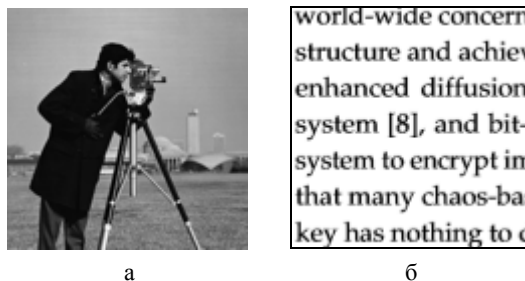 world-wide concern
structure and achiev
enhanced diffusion
system [8], and bit-
system to encrypt im
that many chaos-bas
key has nothing to c
а
б